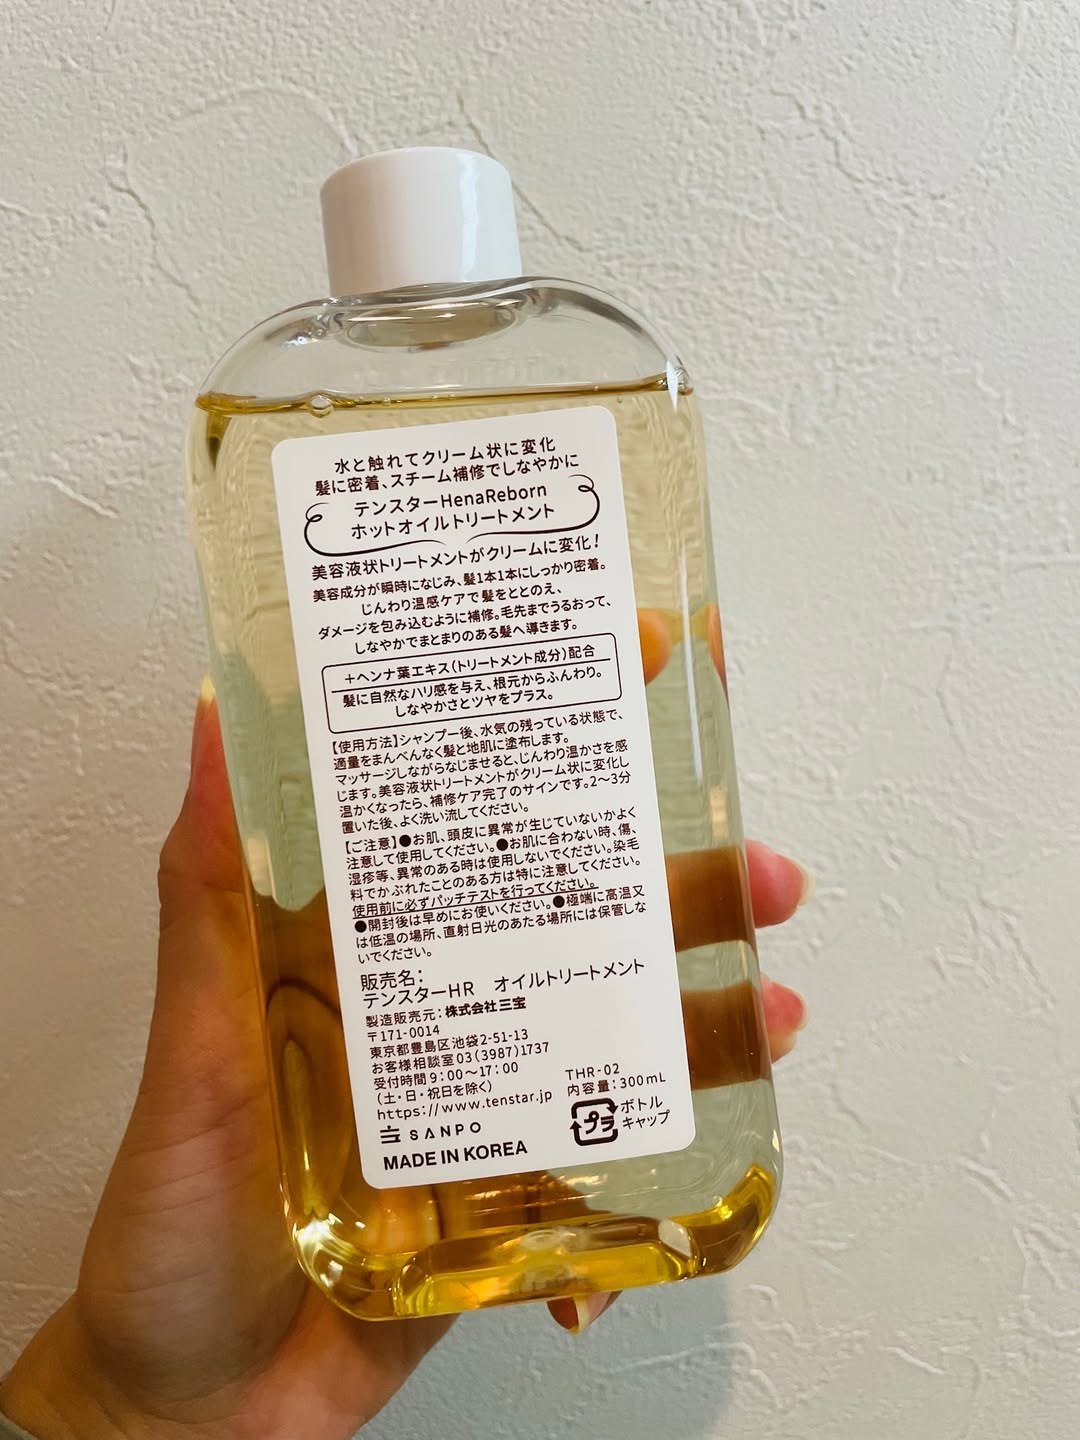 水と触れてクリーム状に変化
髪に密着、スチーム補修でしなやかに
テンスターHenaReborn
ホットオイルトリートメント
美容液状トリートメントがクリームに変化!
美容成分が瞬時になじみ、髪1本1本にしっかり密着。
じんわり温感ケアで髪をととのえ、
ダメージを包み込むように補修。毛先までうるおって、
しなやかでまとまりのある髪へ導きます。
+ヘンナ葉エキス(トリートメント成分)配合
髪に自然なハリ感を与え、根元からふんわり。
しなやかさとツヤをプラス。
【使用方法】シャンプー後、水気の残っている状態で、
適量をまんべんなく髪と地肌に塗布します。
マッサージしながらなじませると、じんわり温かさを感
じます。美容液状トリートメントがクリーム状に変化し
温かくなったら、補修ケア完了のサインです。2〜3分
置いた後、よく洗い流してください。
【ご注意】●お肌、頭皮に異常が生じていないかよく
注意して使用してください。●お肌に合わない時、傷、
湿疹等、異常のある時は使用しないでください。染毛
料でかぶれたことのある方は特に注意してください。
使用前に必ずパッチテストを行ってください。
●開封後は早めにお使いください。●極端に高温又
は低温の場所、直射日光のあたる場所には保管しな
いでください。
販売名:
テンスターHR オイルトリートメント
製造販売元:株式会社三宝
〒171-0014
東京都豊島区池袋2-51-13
お客様相談室03(3987)1737
受付時間9:00〜17:00
(土・日・祝日を除く)
https://www.tenstar.jp
SANPO
MADE IN KOREA
THR-02
内容量:300mL
プラ
ボトル
キャップ